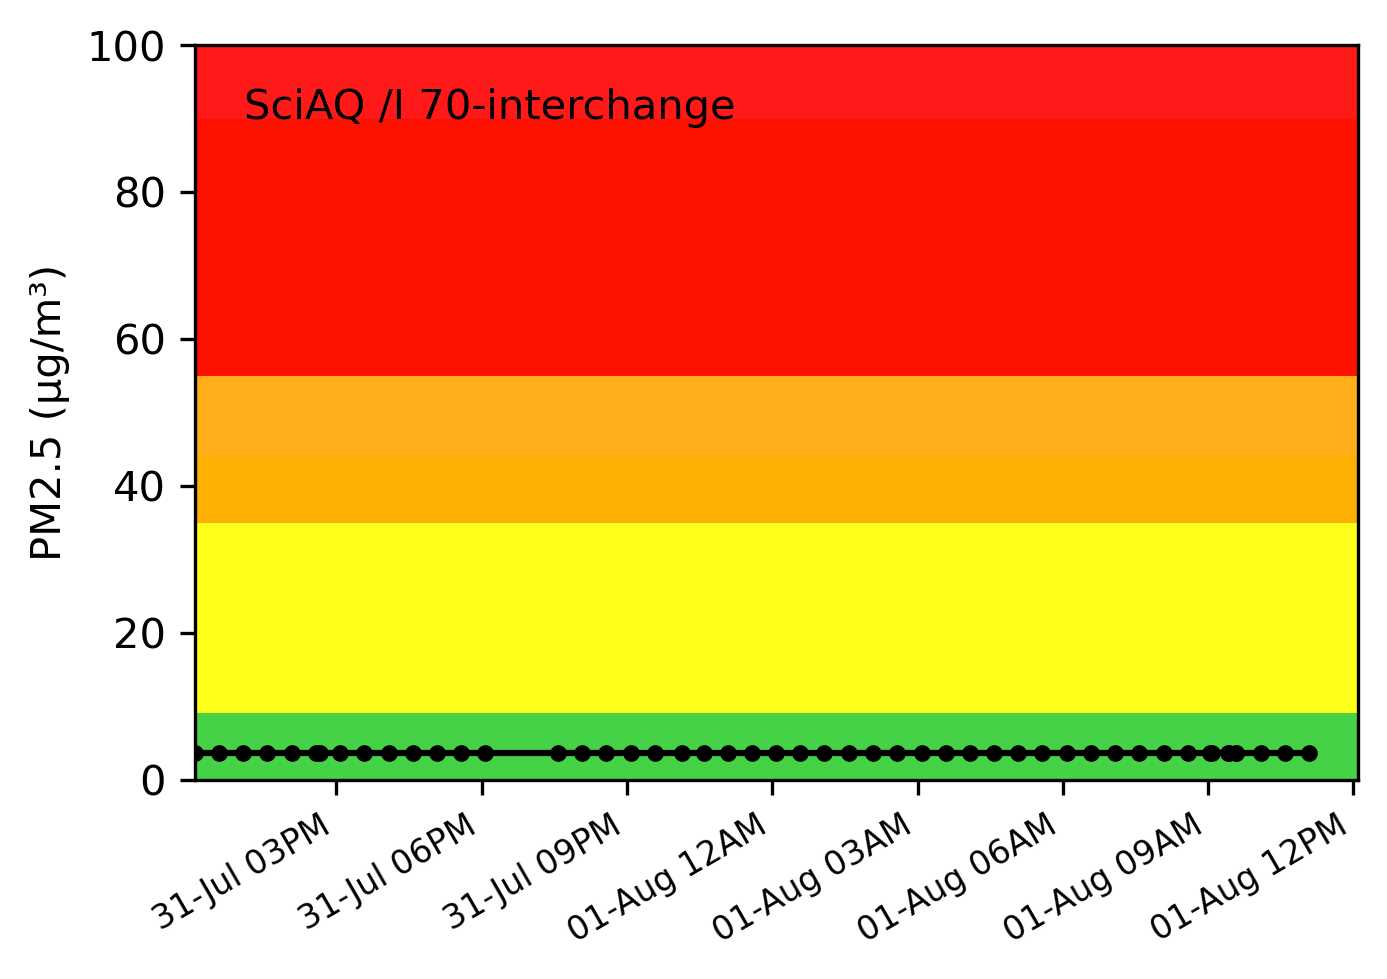 SciAQ /I 70-interchange
PM2.5 (µg/m³)
100
80
60
40
20
0
31-Jul 03PM
31-Jul 06PM
31-Jul 09PM
01-Aug 12AM
01-Aug 03AM
01-Aug 06AM
01-Aug 09AM
01-Aug 12PM